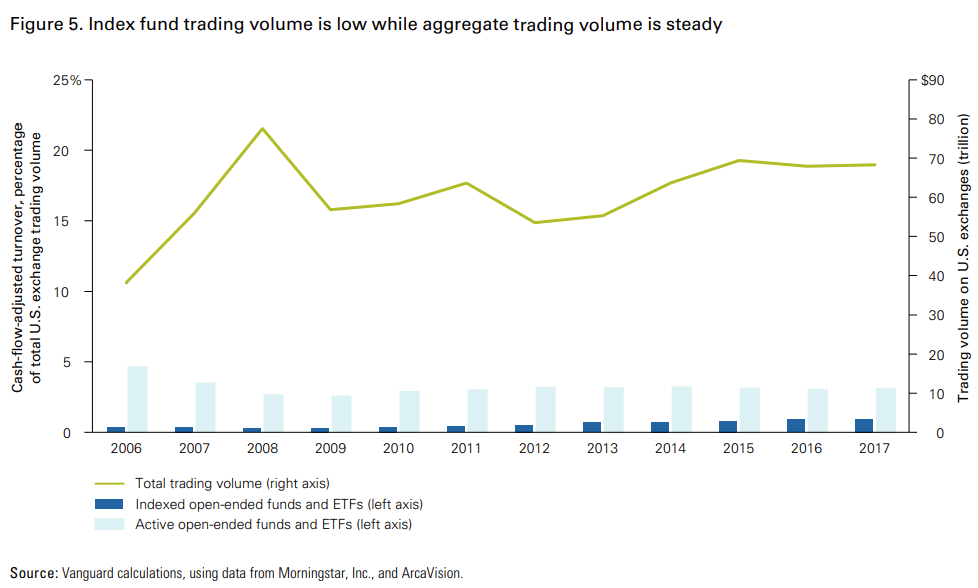 Figure 5. Index fund trading volume is low while aggregate trading volume is steady
Cash-flow-adjusted turnover, percentage
of total U.S. exchange trading volume
25%
20
15
10
5
0
$90
80
70
60
50
40
30
20
10
0
Trading volume on U.S. exchanges (trillion)
2006 2007 2008 2009 2010 2011 2012 2013 2014 2015 2016 2017
Total trading volume (right axis)
Indexed open-ended funds and ETFs (left axis)
Active open-ended funds and ETFs (left axis)
Source: Vanguard calculations, using data from Morningstar, Inc., and ArcaVision.